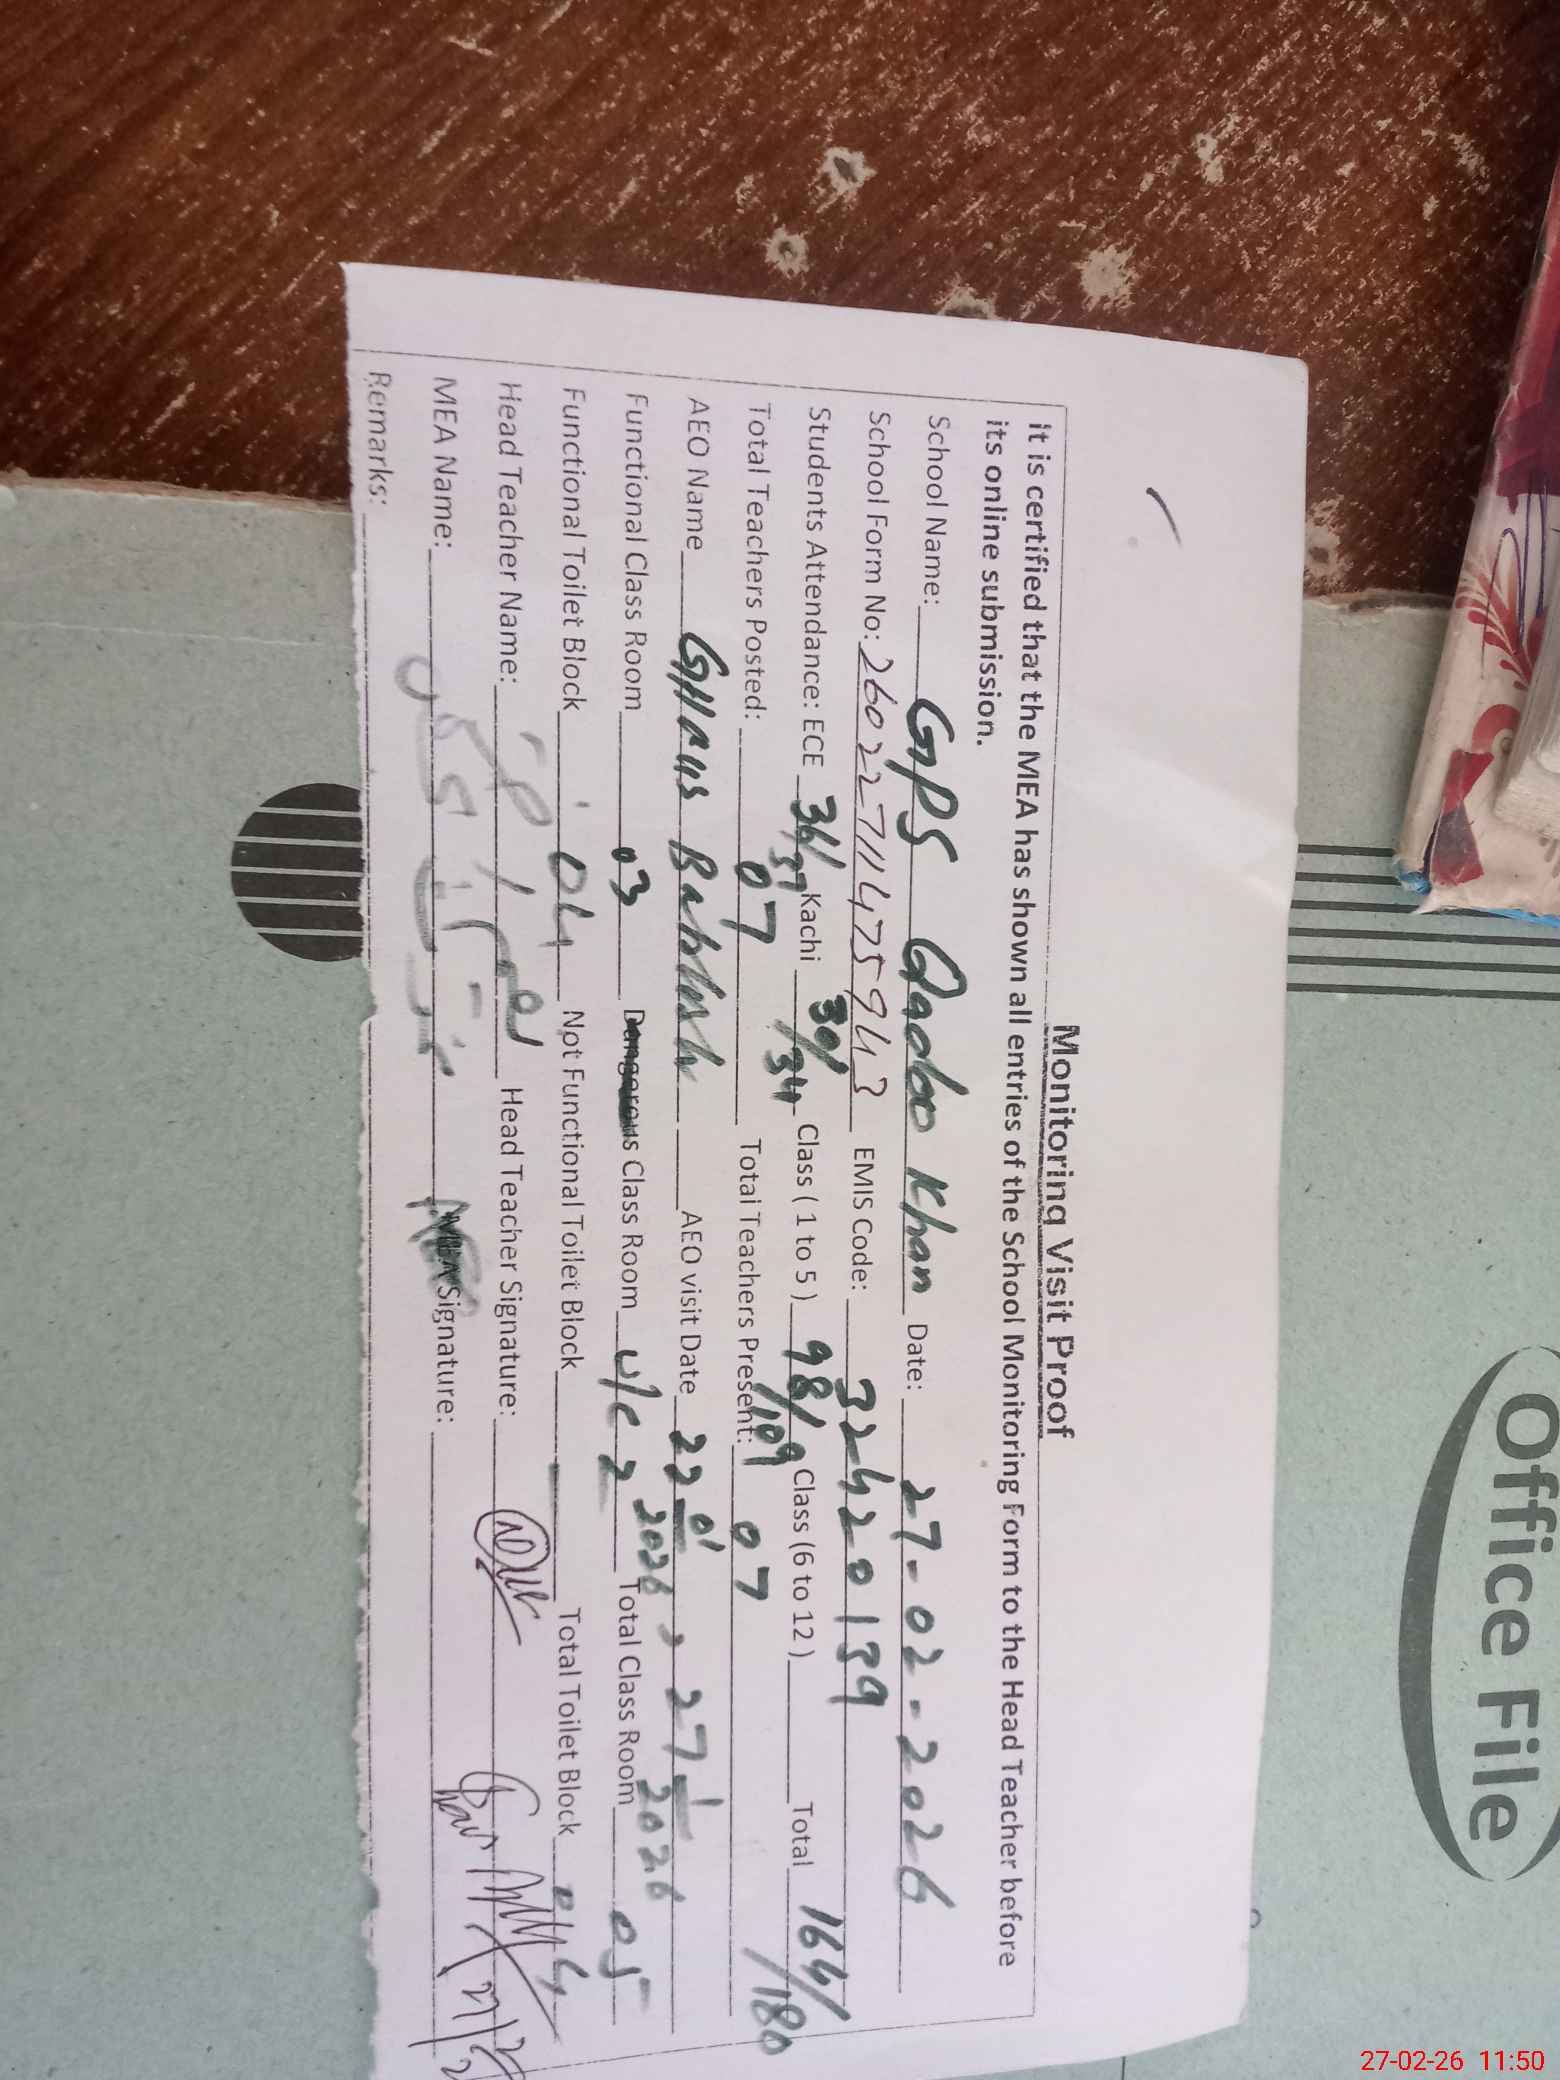 Monitoring Visit Proof
It is certified that the MEA has shown all entries of the School Monitoring Form to the Head Teacher before
its online submission.
School Name: GPS Qadoo Khan Date: 27-02-2026
School Form No: 260227111475943 EMIS Code: 32420139
Students Attendance: ECE 36/37 Kachi 30/34 Class ( 1 to 5 ) 98/109 Class (6 to 12 ) Total 164/180
Total Teachers Posted: 07 Total Teachers Present: 07
AEO Name Ghaus Bakhsh AEO visit Date 22 01 2026, 27 1 2026
Functional Class Room 03 Dangerous Class Room u/c 2 Total Class Room 05
Functional Toilet Block 04 Not Functional Toilet Block Total Toilet Block 04
Head Teacher Name: Head Teacher Signature:
MEA Name: Signature:
Remarks:
Office File
27-02-26 11:50